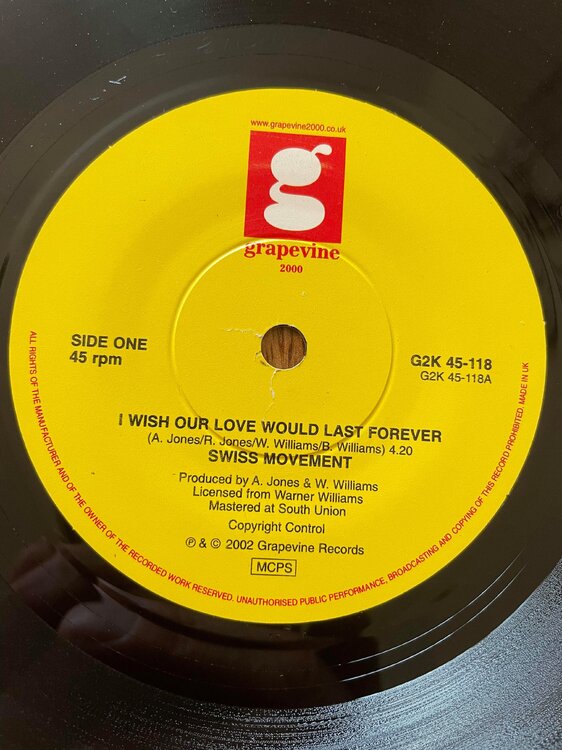 www.grapevine2000.co.uk
g
grapevine
2000
SIDE ONE
45 rpm
G2K 45-118
G2K 45-118A
I WISH OUR LOVE WOULD LAST FOREVER
(A. Jones/R. Jones/W. Williams/B. Williams) 4.20
SWISS MOVEMENT
Produced by A. Jones & W. Williams
Licensed from Warner Williams
Mastered at South Union
Copyright Control
℗ & © 2002 Grapevine Records
MCPS
ALL RIGHTS OF THE MANUFACTURER AND OF THE OWNER OF THE RECORDED WORK RESERVED. UNAUTHORISED PUBLIC PERFORMANCE, BROADCASTING AND COPYING OF THIS RECORD PROHIBITED. MADE IN UK